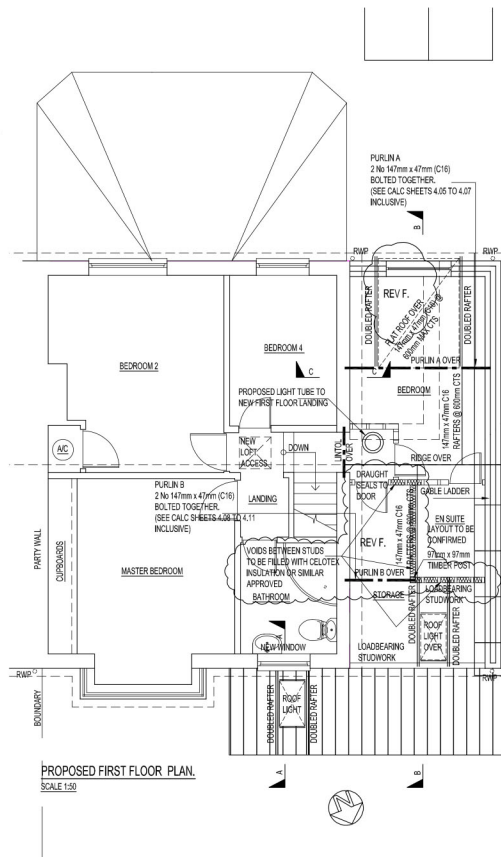 PURLIN A
2 No 147mm x 47mm (C16)
BOLTED TOGETHER.
(SEE CALC SHEETS 4.05 TO 4.07
INCLUSIVE)
B
RWP
RWP
REV F.
FLAT ROOF OVER
147mm x 47mm (C16) @
600mm MAX CTS
DOUBLED RAFTER
DOUBLED RAFTER
PURLIN A OVER
BEDROOM 2
BEDROOM 4
C
C
BEDROOM
147mm x 47mm C16
RAFTERS @ 600mm CTS
PROPOSED LIGHT TUBE TO
NEW FIRST FLOOR LANDING
A/C
NEW
LOFT
ACCESS
DOWN
LINTOL
OVER
RIDGE OVER
DRAUGHT
SEALS TO
DOOR
GABLE LADDER
PURLIN B
2 No 147mm x 47mm (C16)
BOLTED TOGETHER.
(SEE CALC SHEETS 4.08 TO 4.11
INCLUSIVE)
LANDING
REV F.
147mm x 47mm C16
RAFTERS @ 600mm CTS
EN SUITE
LAYOUT TO BE
CONFIRMED
97mm x 97mm
TIMBER POST
PARTY WALL
CUPBOARDS
MASTER BEDROOM
VOIDS BETWEEN STUDS
TO BE FILLED WITH CELOTEX
INSULATION OR SIMILAR
APPROVED
BATHROOM
PURLIN B OVER
STORAGE
LOADBEARING
STUDWORK
DOUBLED RAFTER
ROOF
LIGHT
OVER
DOUBLED RAFTER
NEW WINDOW
LOADBEARING
STUDWORK
RWP
RWP
BOUNDARY
DOUBLED RAFTER
ROOF
LIGHT
DOUBLED RAFTER
A
B
PROPOSED FIRST FLOOR PLAN.
SCALE 1:50
N